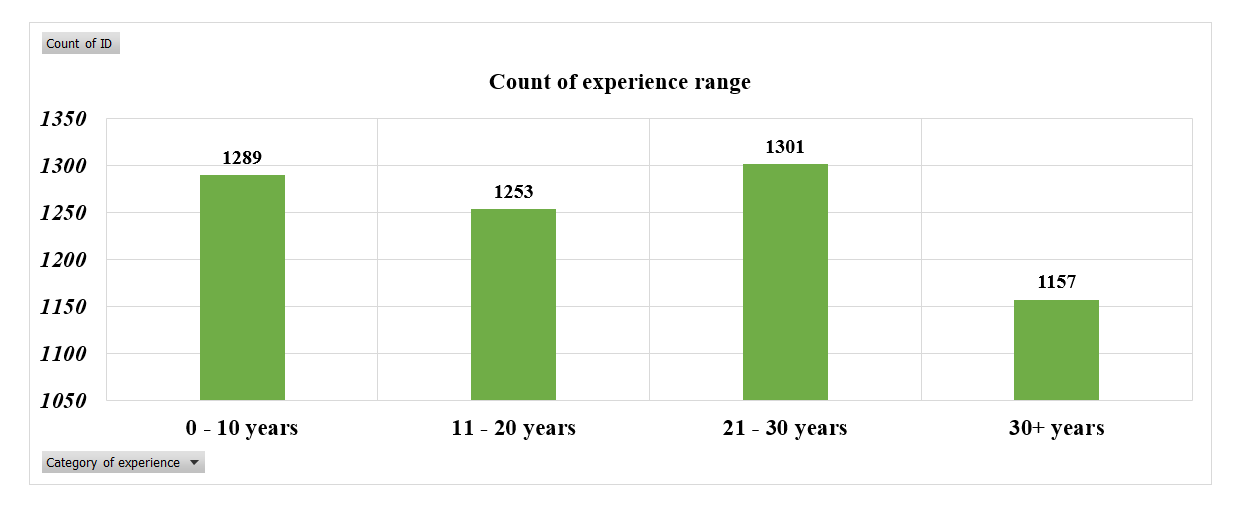 Count of ID
Count of experience range
1350
1300
1250
1200
1150
1100
1050
1289
1253
1301
1157
0 - 10 years
11 - 20 years
21 - 30 years
30+ years
Category of experience